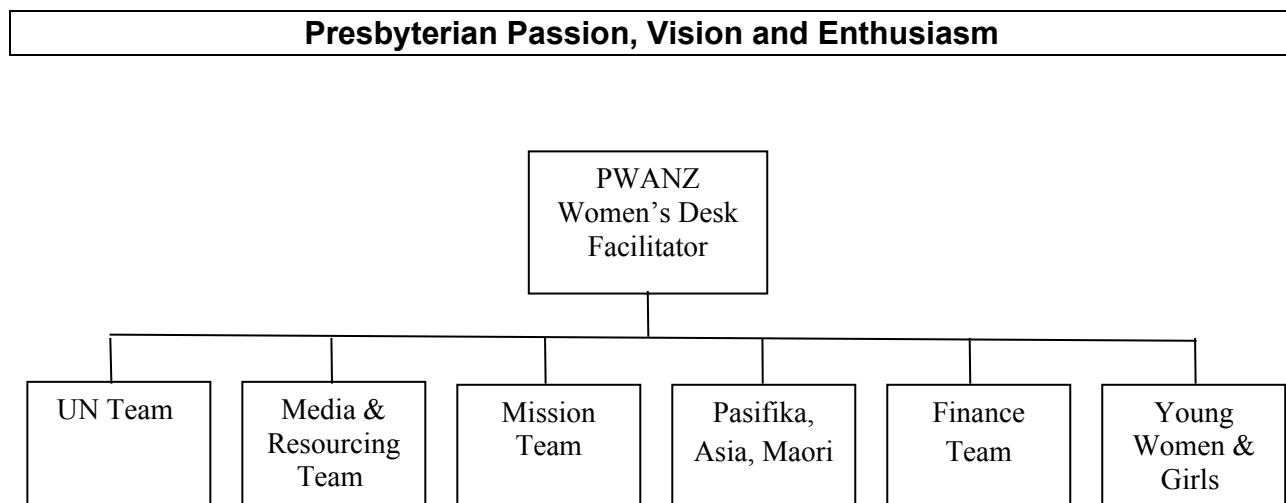 Presbyterian Passion, Vision and Enthusiasm
PWANZ
Women’s Desk
Facilitator
UN Team
Media &
Resourcing
Team
Mission
Team
Pasifika,
Asia, Maori
Finance
Team
Young
Women &
Girls